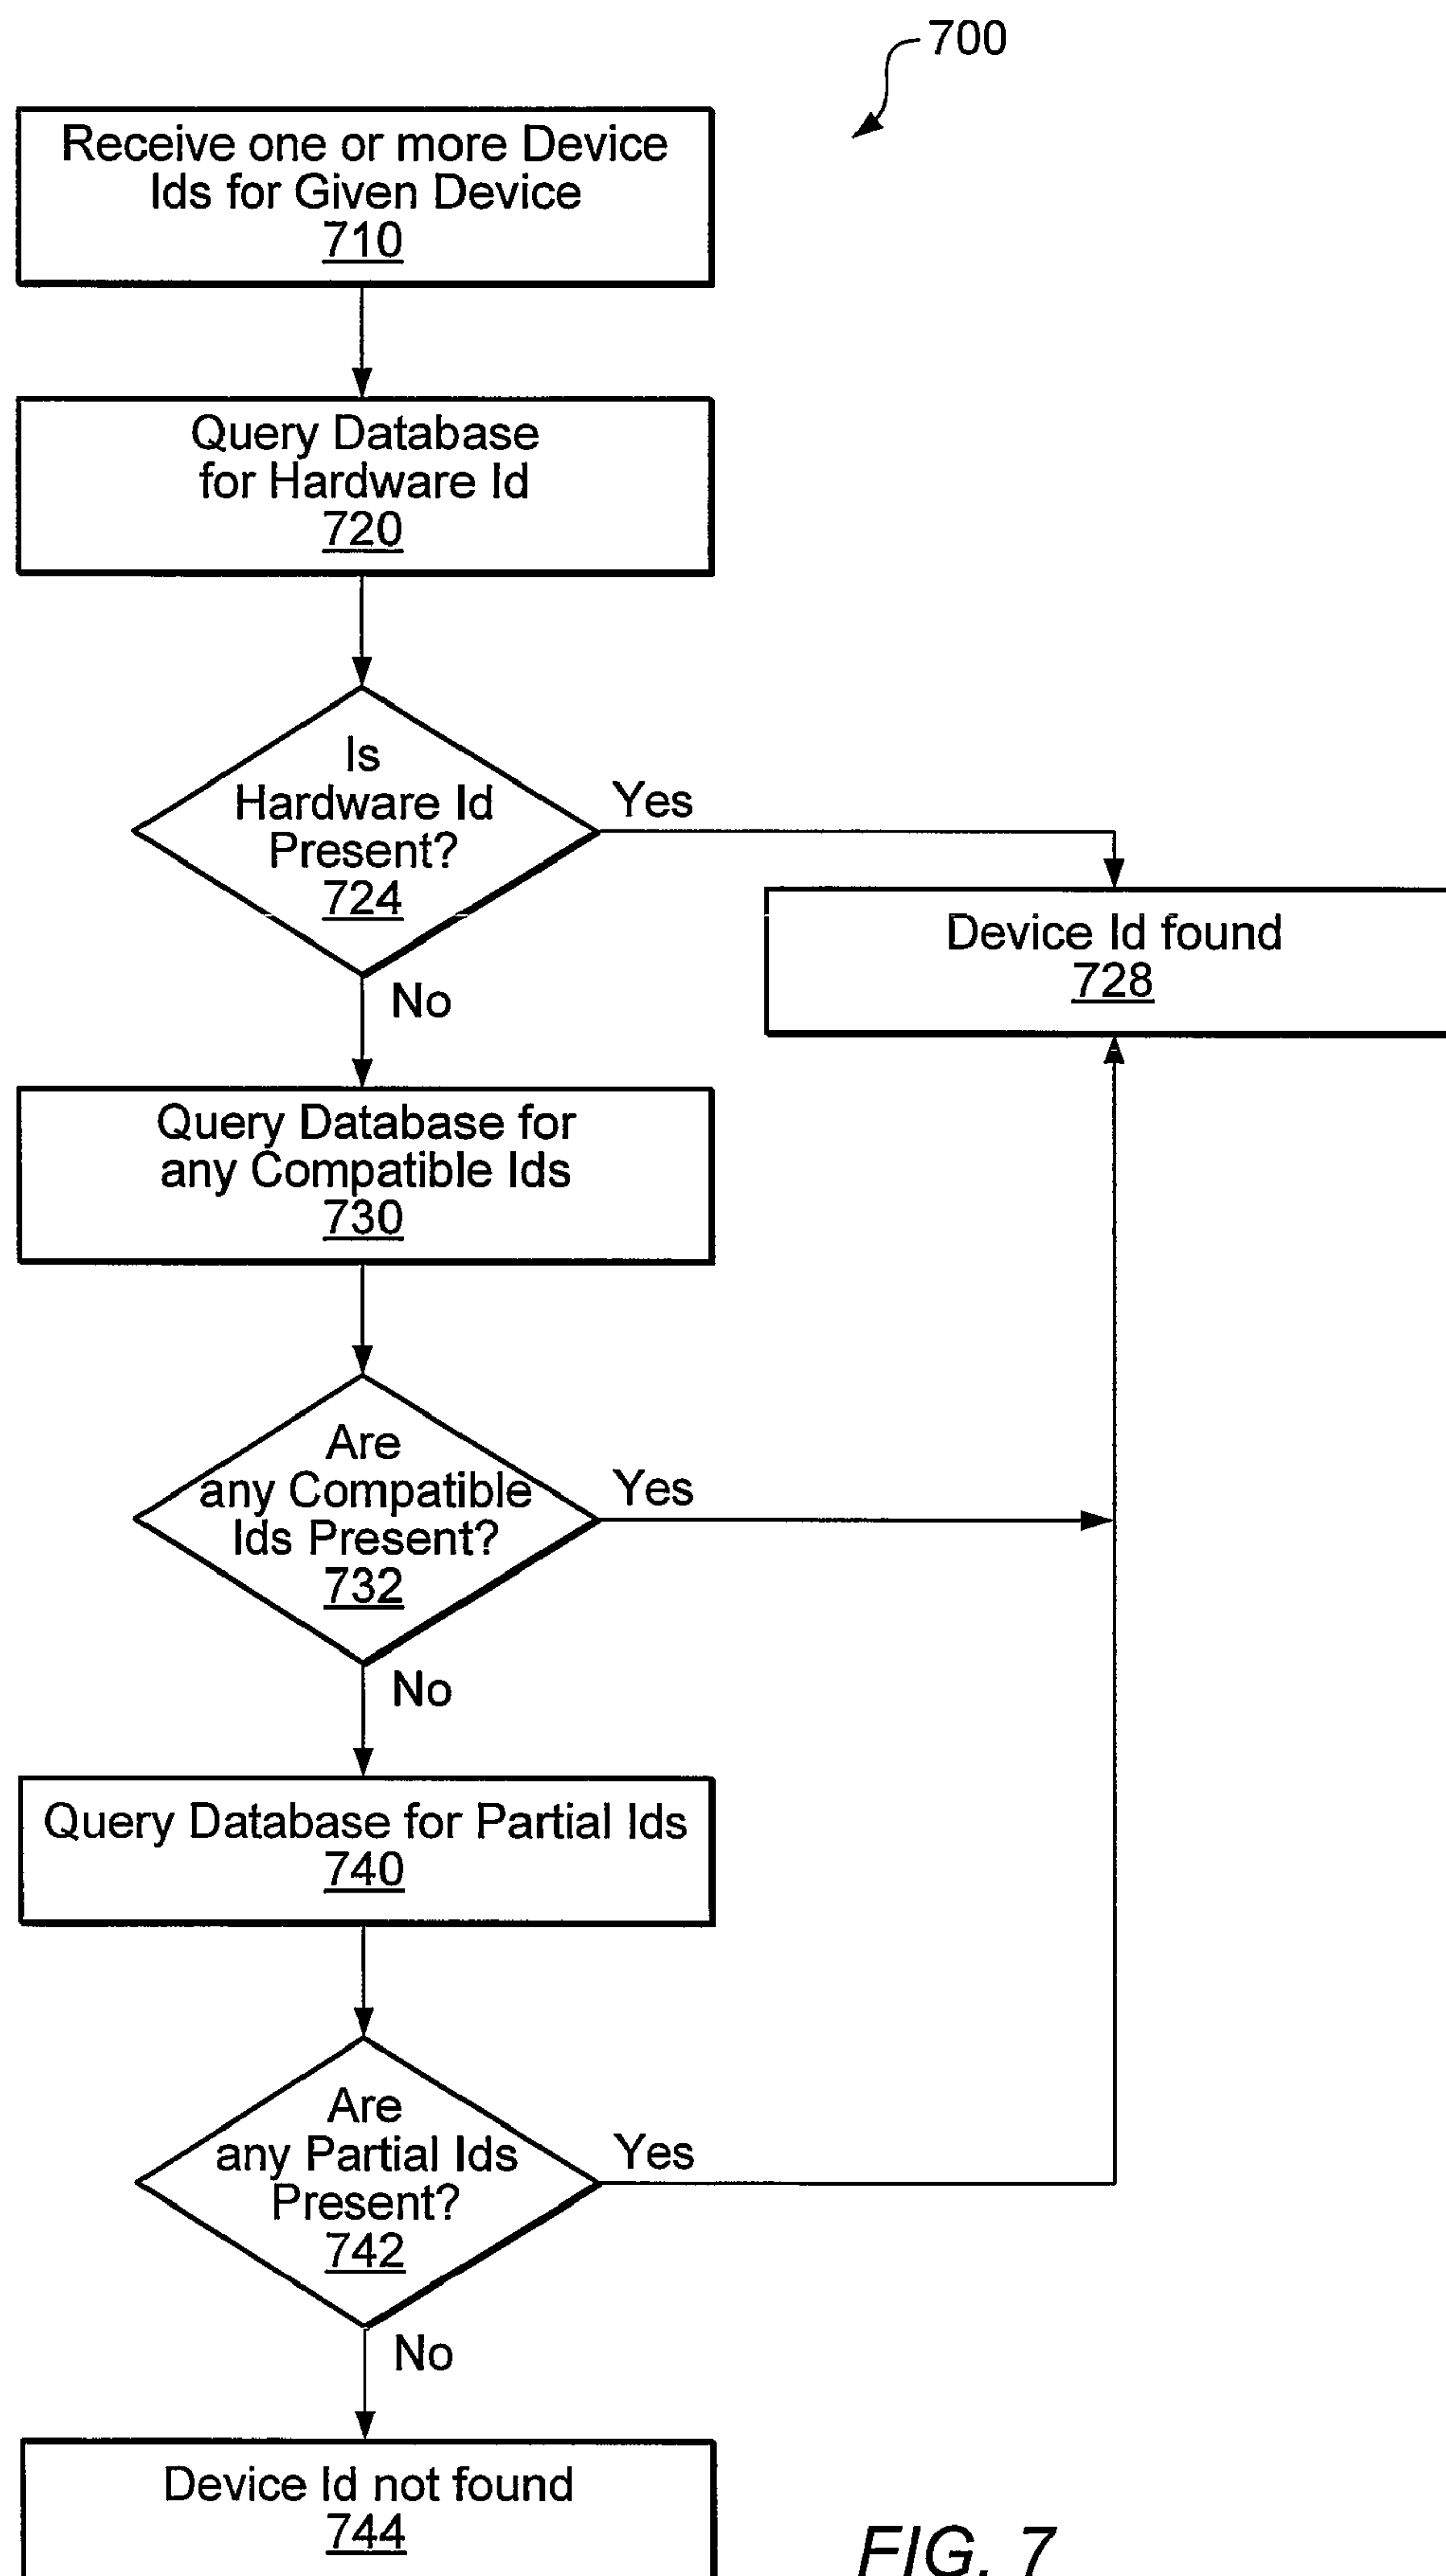 700
Receive one or more Device
Ids for Given Device
710
Query Database
for Hardware Id
720
Is
Hardware Id
Present?
724
Yes
No
Device Id found
728
Query Database for
any Compatible Ids
730
Are
any Compatible
Ids Present?
732
Yes
No
Query Database for Partial Ids
740
Are
any Partial Ids
Present?
742
Yes
No
Device Id not found
744
FIG. 7